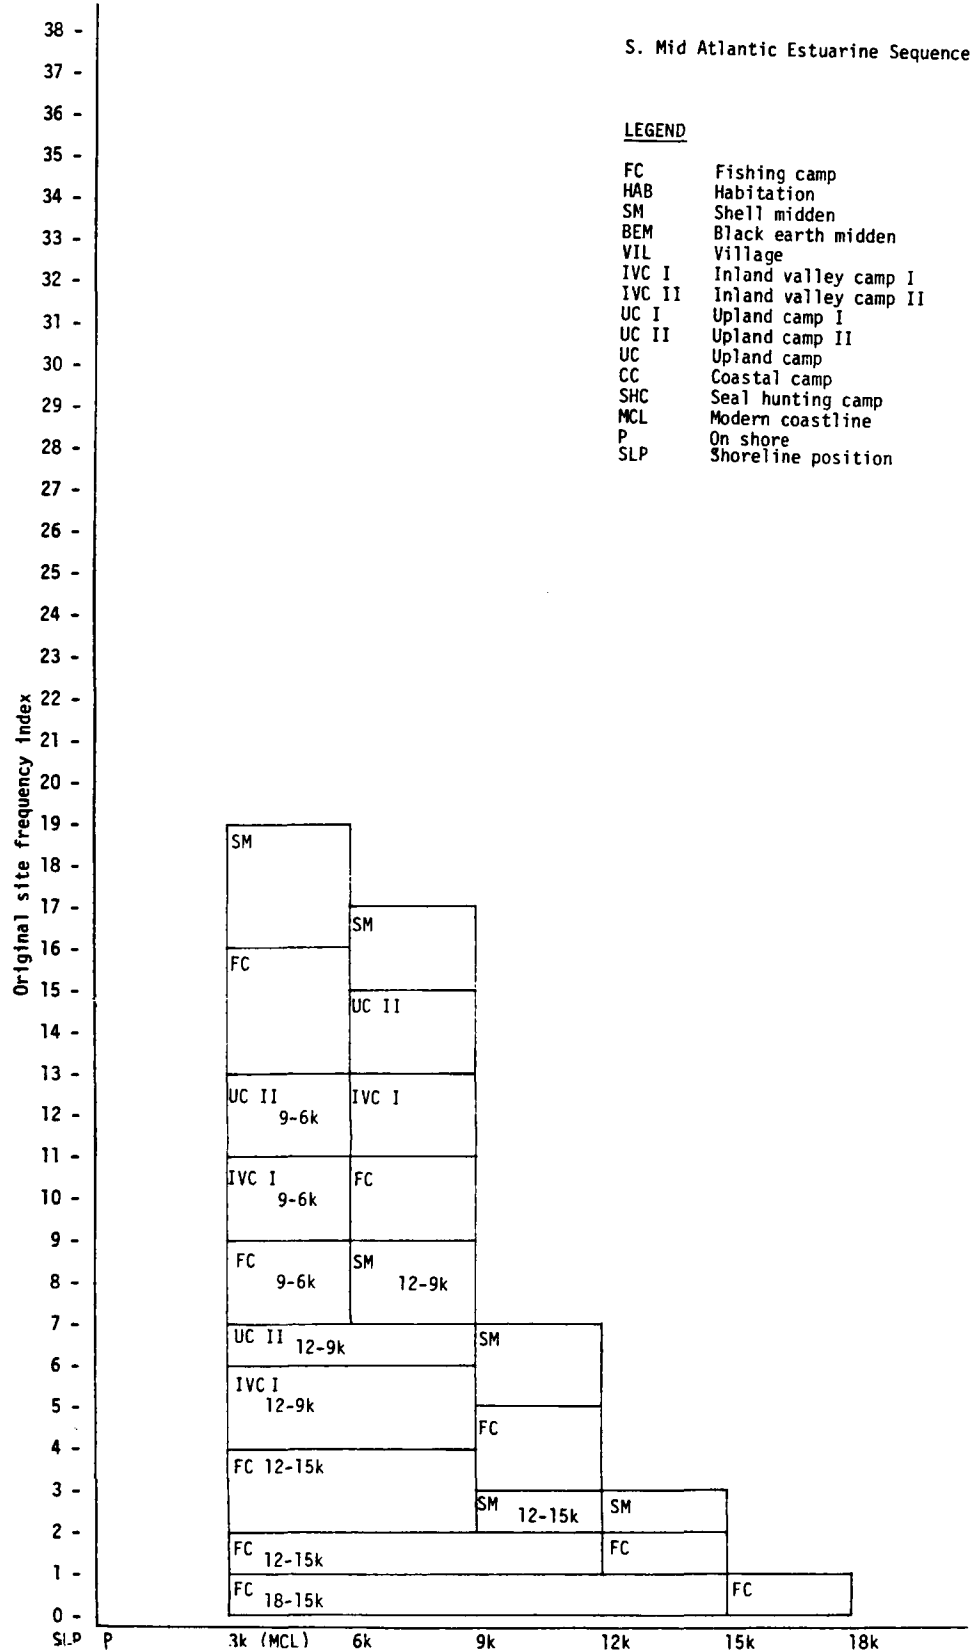 S. Mid Atlantic Estuarine Sequence
LEGEND
FC Fishing camp
HAB Habitation
SM Shell midden
BEM Black earth midden
VIL Village
IVC I Inland valley camp I
IVC II Inland valley camp II
UC I Upland camp I
UC II Upland camp II
UC Upland camp
CC Coastal camp
SHC Seal hunting camp
MCL Modern coastline
P On shore
SLP Shoreline position
Original site frequency index
38 -
37 -
36 -
35 -
34 -
33 -
32 -
31 -
30 -
29 -
28 -
27 -
26 -
25 -
24 -
23 -
22 -
21 -
20 -
19 -
18 -
17 -
16 -
15 -
14 -
13 -
12 -
11 -
10 -
9 -
8 -
7 -
6 -
5 -
4 -
3 -
2 -
1 -
0 -
SM
FC
UC II
9-6k
IVC I
9-6k
FC
9-6k
SM
UC II
IVC I
FC
SM
12-9k
UC II 12-9k
IVC I
12-9k
FC 12-15k
SM
FC
SM 12-15k
SM
FC 12-15k
FC
FC 18-15k
FC
SLP P 3k (MCL) 6k 9k 12k 15k 18k